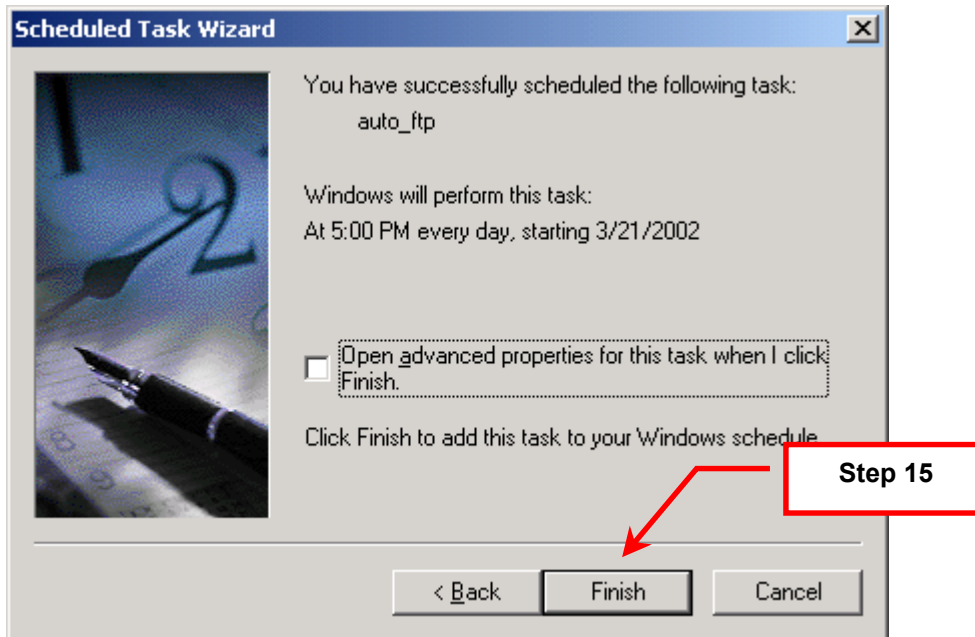 Scheduled Task Wizard
You have successfully scheduled the following task:
auto_ftp
Windows will perform this task:
At 5:00 PM every day, starting 3/21/2002
Open advanced properties for this task when I click
Finish.
Click Finish to add this task to your Windows schedule
Step 15
< Back
Finish
Cancel